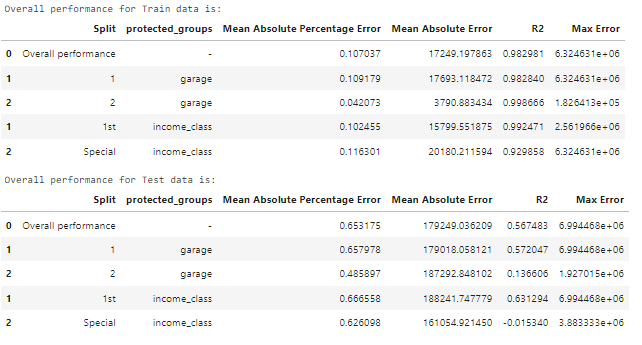 Overall performance for Train data is:
Split protected_groups Mean Absolute Percentage Error Mean Absolute Error R2 Max Error
0 Overall performance - 0.107037 17249.197863 0.982981 6.324631e+06
1 1 garage 0.109179 17693.118472 0.982840 6.324631e+06
2 2 garage 0.042073 3790.883434 0.998666 1.826413e+05
1 1st income_class 0.102455 15799.551875 0.992471 2.561966e+06
2 Special income_class 0.116301 20180.211594 0.929858 6.324631e+06
Overall performance for Test data is:
Split protected_groups Mean Absolute Percentage Error Mean Absolute Error R2 Max Error
0 Overall performance - 0.653175 179249.036209 0.567483 6.994468e+06
1 1 garage 0.657978 179018.058121 0.572047 6.994468e+06
2 2 garage 0.485897 187292.848102 0.136606 1.927015e+06
1 1st income_class 0.666558 188241.747779 0.631294 6.994468e+06
2 Special income_class 0.626098 161054.921450 -0.015340 3.883333e+06